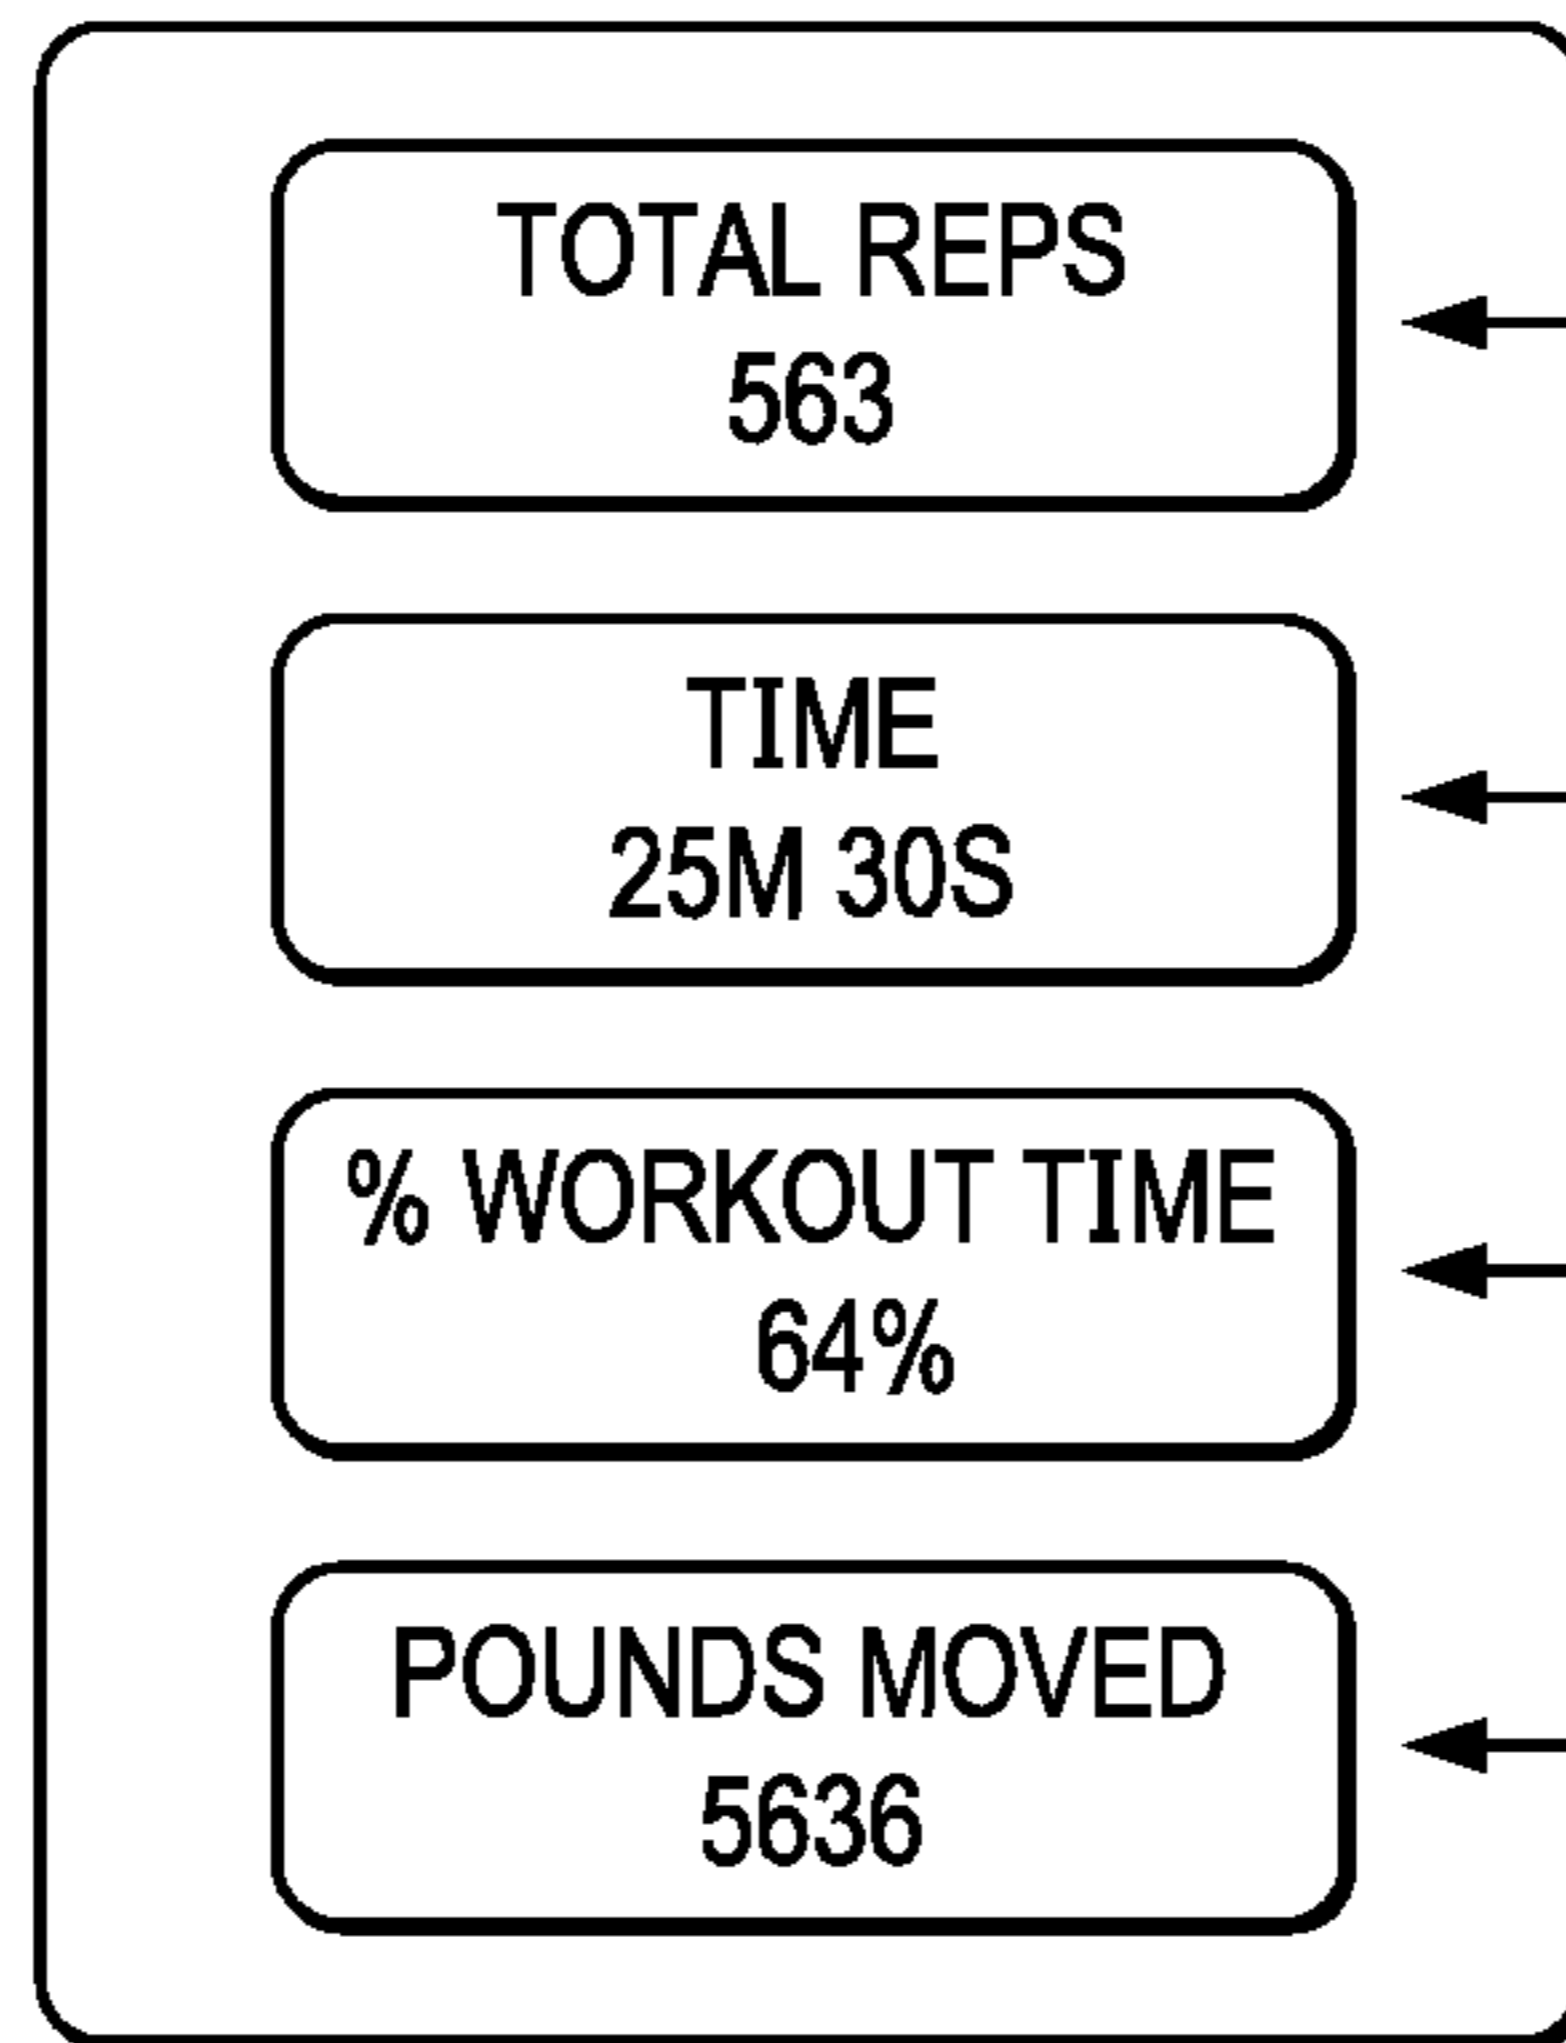 TOTAL REPS
563
TIME
25M 30S
% WORKOUT TIME
64%
POUNDS MOVED
5636